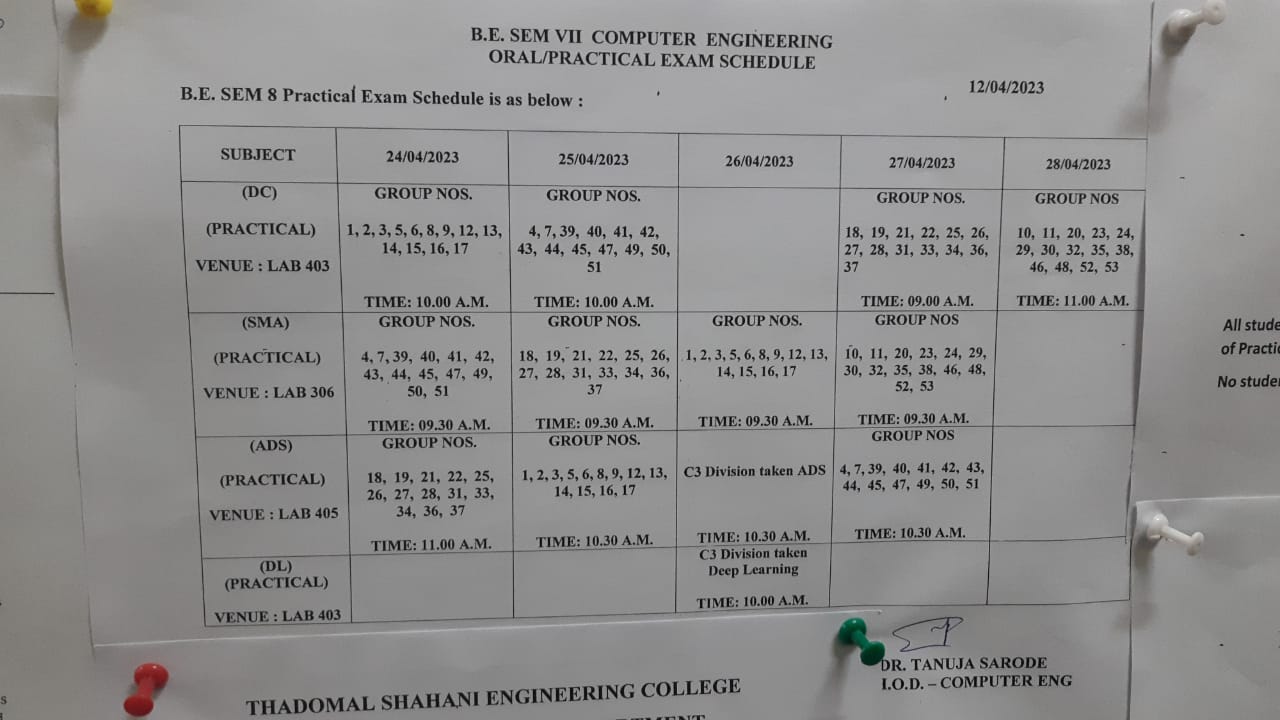 B.E. SEM VII COMPUTER ENGINEERING
ORAL/PRACTICAL EXAM SCHEDULE
12/04/2023
B.E. SEM 8 Practical Exam Schedule is as below :
SUBJECT
24/04/2023
25/04/2023
26/04/2023
27/04/2023
28/04/2023
(DC)
(PRACTICAL)
VENUE : LAB 403
GROUP NOS.
1, 2, 3, 5, 6, 8, 9, 12, 13,
14, 15, 16, 17
TIME: 10.00 A.M.
GROUP NOS.
4, 7, 39, 40, 41, 42,
43, 44, 45, 47, 49, 50,
51
TIME: 10.00 A.M.
GROUP NOS.
18, 19, 21, 22, 25, 26,
27, 28, 31, 33, 34, 36,
37
TIME: 09.00 A.M.
GROUP NOS
10, 11, 20, 23, 24,
29, 30, 32, 35, 38,
46, 48, 52, 53
TIME: 11.00 A.M.
(SMA)
(PRACTICAL)
VENUE : LAB 306
GROUP NOS.
4, 7, 39, 40, 41, 42,
43, 44, 45, 47, 49,
50, 51
TIME: 09.30 A.M.
GROUP NOS.
18, 19, 21, 22, 25, 26,
27, 28, 31, 33, 34, 36,
37
TIME: 09.30 A.M.
GROUP NOS.
1, 2, 3, 5, 6, 8, 9, 12, 13,
14, 15, 16, 17
TIME: 09.30 A.M.
GROUP NOS
10, 11, 20, 23, 24, 29,
30, 32, 35, 38, 46, 48,
52, 53
TIME: 09.30 A.M.
(ADS)
(PRACTICAL)
VENUE : LAB 405
GROUP NOS.
18, 19, 21, 22, 25,
26, 27, 28, 31, 33,
34, 36, 37
TIME: 11.00 A.M.
GROUP NOS.
1, 2, 3, 5, 6, 8, 9, 12, 13,
14, 15, 16, 17
TIME: 10.30 A.M.
C3 Division taken ADS
TIME: 10.30 A.M.
GROUP NOS
4, 7, 39, 40, 41, 42, 43,
44, 45, 47, 49, 50, 51
TIME: 10.30 A.M.
(DL)
(PRACTICAL)
VENUE : LAB 403
C3 Division taken
Deep Learning
TIME: 10.00 A.M.
DR. TANUJA SARODE
I.O.D. – COMPUTER ENG
THADOMAL SHAHANI ENGINEERING COLLEGE
All stude
of Practic
No studen